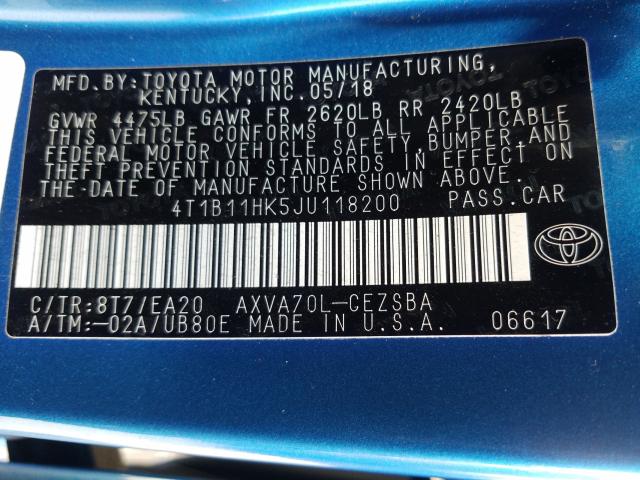 MFD.BY:TOYOTA MOTOR MANUFACTURING,
KENTUCKY,INC.05/18
GVWR 4475LB GAWR FR 2620LB RR 2420LB
THIS VEHICLE CONFORMS TO ALL APPLICABLE
FEDERAL MOTOR VEHICLE SAFETY,BUMPER,AND
THEFT PREVENTION STANDARDS IN EFFECT ON
THE DATE OF MANUFACTURE SHOWN ABOVE.
4T1B11HK5JU118200 PASS.CAR
C/TR:8T7/EA20 AXVA70L-CEZSBA
A/TM:-02A/UB80E MADE IN U.S.A. 06617